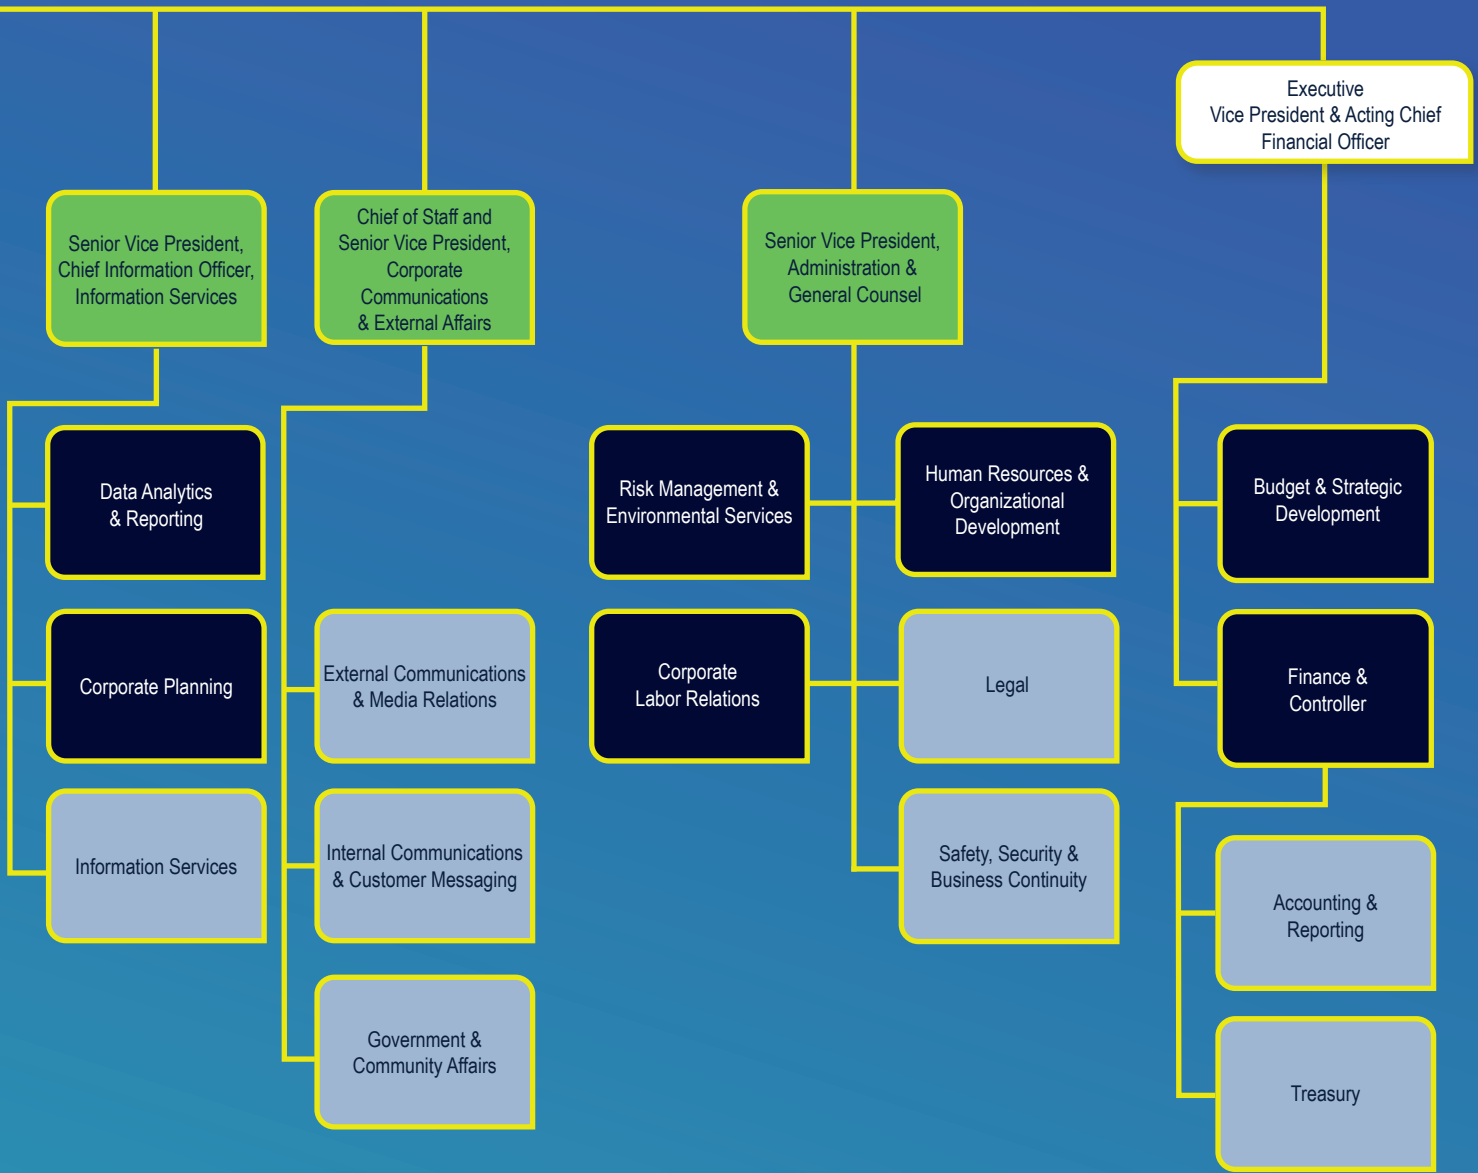 Executive
Vice President & Acting Chief
Financial Officer
Senior Vice President,
Chief Information Officer,
Information Services
Chief of Staff and
Senior Vice President,
Corporate
Communications
& External Affairs
Senior Vice President,
Administration &
General Counsel
Data Analytics
& Reporting
Corporate Planning
Information Services
External Communications
& Media Relations
Internal Communications
& Customer Messaging
Government &
Community Affairs
Risk Management &
Environmental Services
Human Resources &
Organizational
Development
Corporate
Labor Relations
Legal
Safety, Security &
Business Continuity
Budget & Strategic
Development
Finance &
Controller
Accounting &
Reporting
Treasury